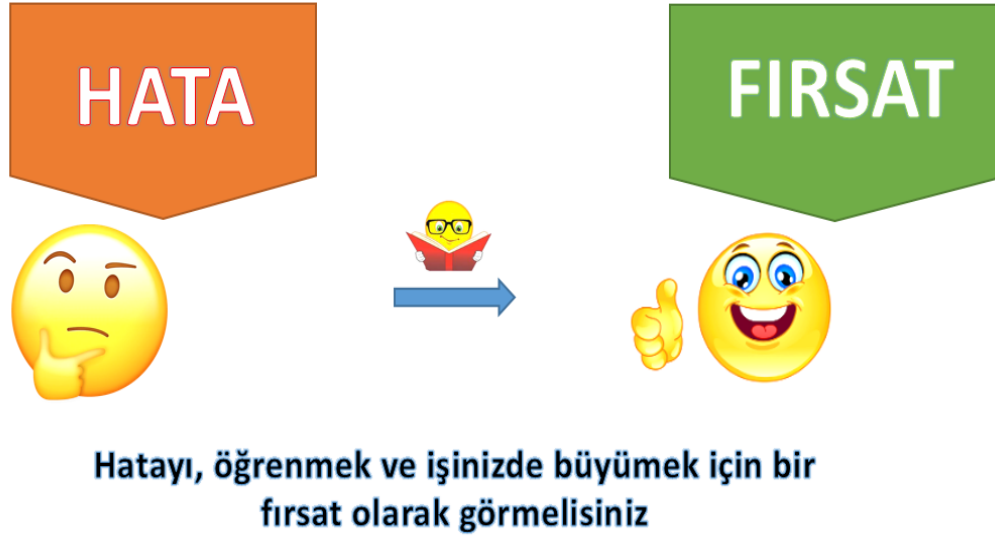 HATA
FIRSAT
Hatayı, öğrenmek ve işinizde büyümek için bir
fırsat olarak görmelisiniz